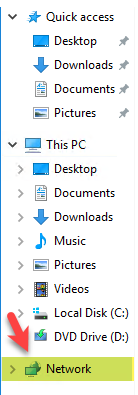 Quick access
Desktop
Downloads
Documents
Pictures
This PC
Desktop
Documents
Downloads
Music
Pictures
Videos
Local Disk (C:)
DVD Drive (D:)
Network